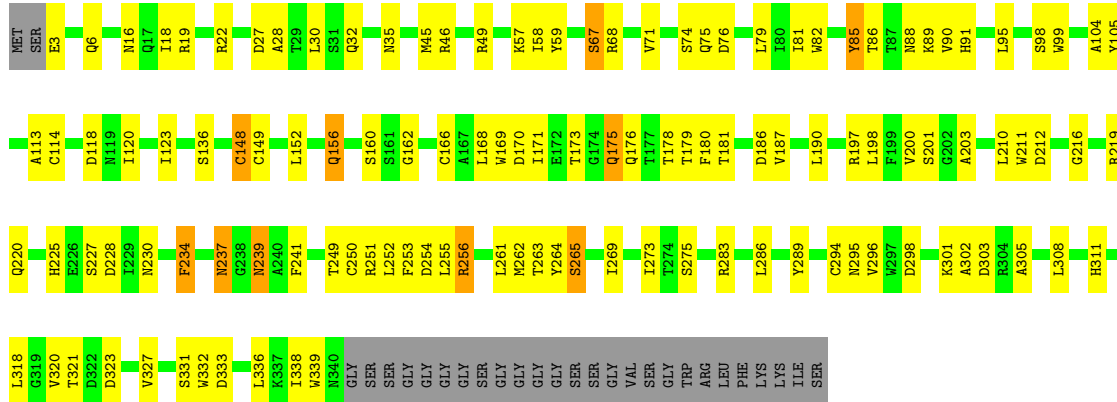 MET SER E3 Q6 N16 Q17 I18 R19 R22 D27 A28 T29 L30 S31 Q32 N35 M45 R46 R49 K57 I58 Y59 S67 R68 V71 S74 Q75 D76 L79 I80 I81 W82 Y85 T86 T87 N88 K89 V90 H91 L95 S98 W99 A104 Y105
A113 C114 D118 N119 I120 I123 S136 C148 C149 L152 Q156 S160 S161 G162 C166 A167 L168 W169 D170 I171 E172 T173 G174 Q175 Q176 T177 T178 T179 F180 T181 D186 V187 L190 R197 L198 F199 V200 S201 G202 A203 L210 W211 D212 G216
Q220 H225 E226 S227 D228 I229 N230 F234 N237 G238 N239 A240 F241 T249 C250 R251 L252 F253 D254 L255 R256 L261 M262 T263 Y264 S265 I269 I273 T274 S275 R283 L286 Y289 C294 N295 V296 W297 D298 K301 A302 D303 R304 A305 L308 H311
L318 G319 V320 T321 D322 D323 V327 S331 W332 D333 L336 K337 I338 W339 N340 GLY SER SER GLY GLY GLY GLY SER GLY GLY GLY GLY SER SER GLY VAL SER GLY TRP ARG LEU PHE LYS LYS ILE SER